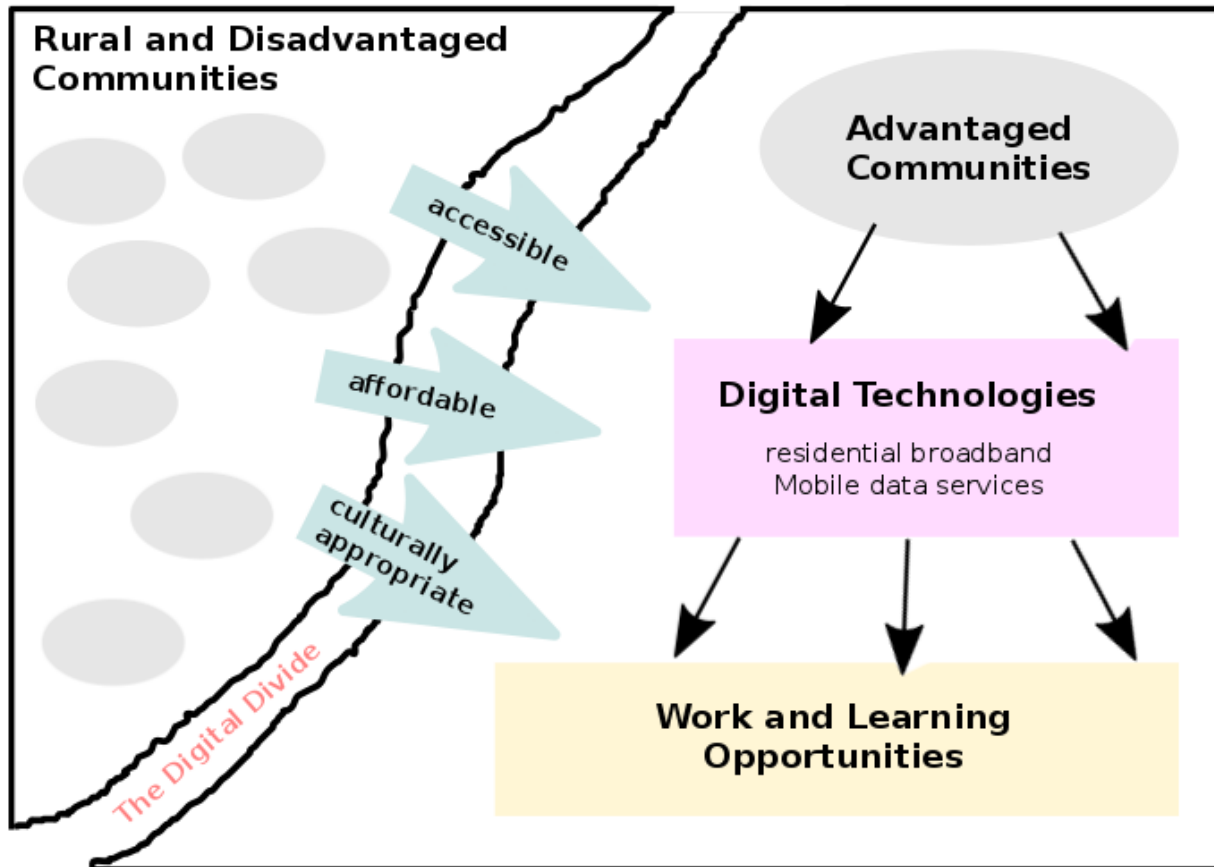 Rural and Disadvantaged
Communities
Advantaged
Communities
accessible
affordable
culturally
appropriate
The Digital Divide
Digital Technologies
residential broadband
Mobile data services
Work and Learning
Opportunities